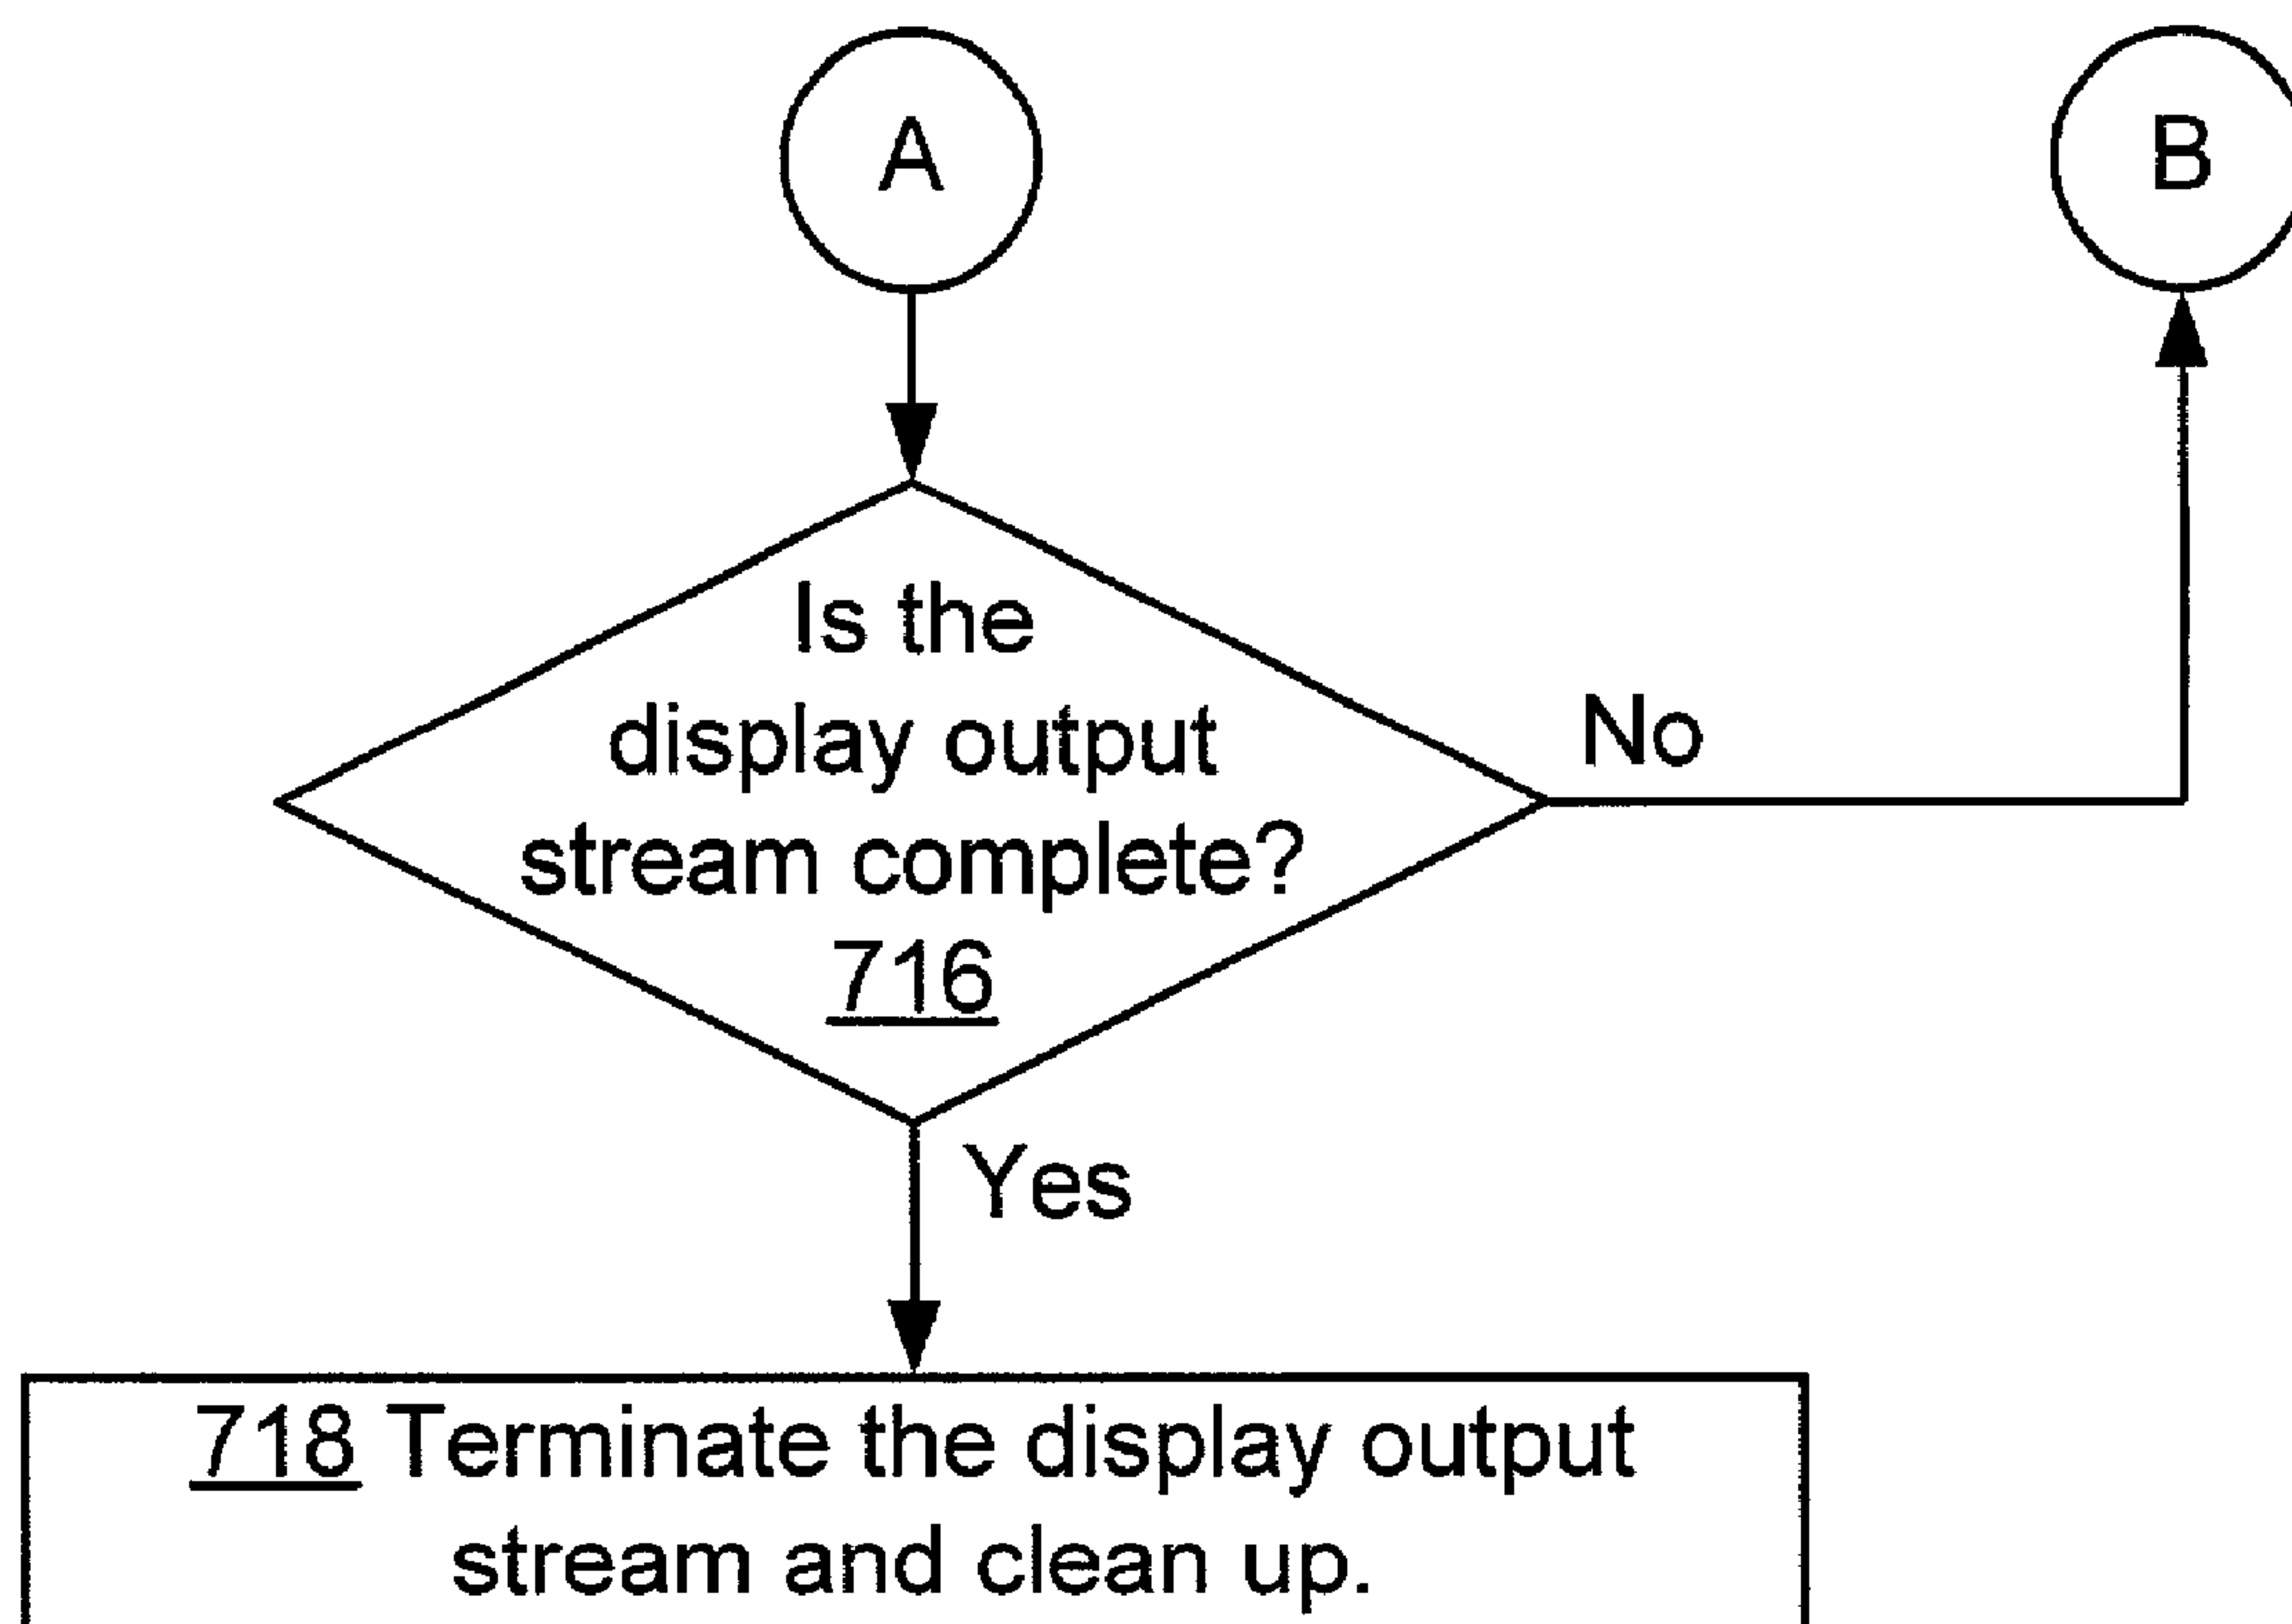 A
B
Is the
display output
stream complete?
716
No
Yes
718 Terminate the display output
stream and clean up.